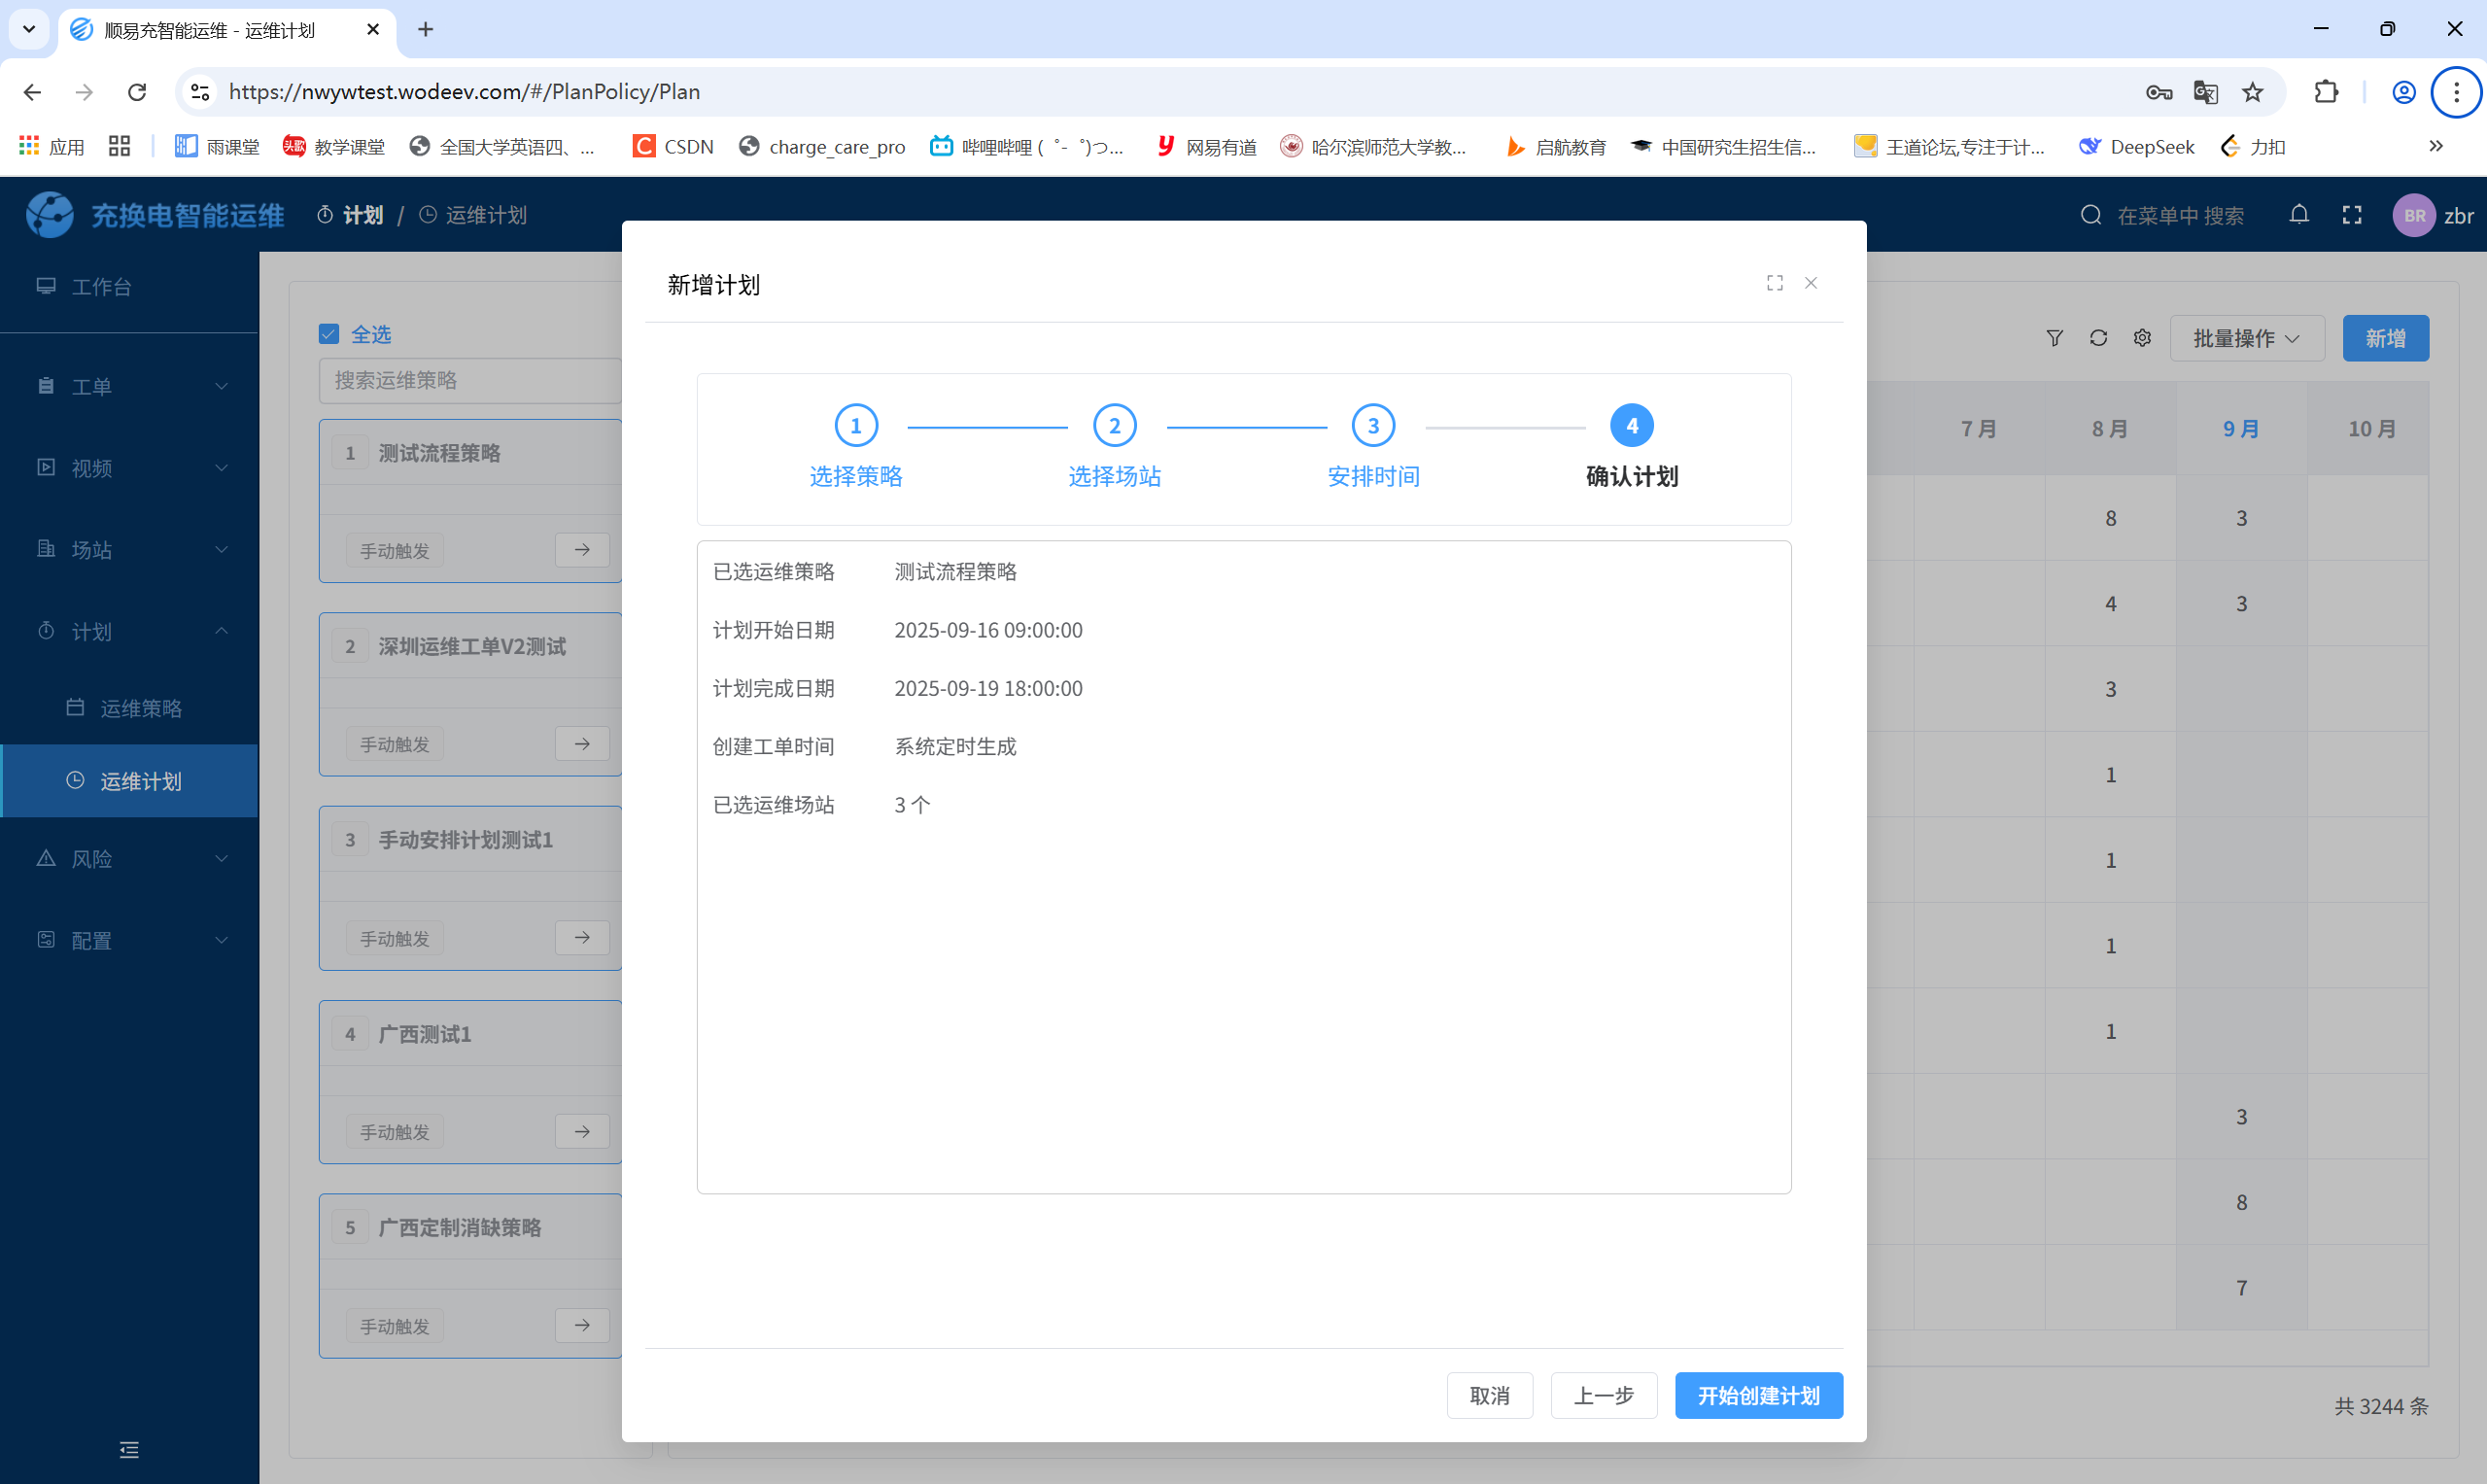 顺易充智能运维 - 运维计划
https://nwywtest.wodeev.com/#/PlanPolicy/Plan
应用
雨课堂
教学课堂
全国大学英语四、...
CSDN
charge_care_pro
哔哩哔哩 ( ゜- ゜)つ...
网易有道
哈尔滨师范大学教...
启航教育
中国研究生招生信...
王道论坛,专注于计...
DeepSeek
力扣
充换电智能运维
计划 / 运维计划
在菜单中 搜索
BR zbr
工作台
工单
视频
场站
计划
运维策略
运维计划
风险
配置
全选
搜索运维策略
1 测试流程策略
手动触发
2 深圳运维工单V2测试
手动触发
3 手动安排计划测试1
手动触发
4 广西测试1
手动触发
5 广西定制消缺策略
手动触发
新增计划
1 2 3 4
选择策略 选择场站 安排时间 确认计划
已选运维策略 测试流程策略
计划开始日期 2025-09-16 09:00:00
计划完成日期 2025-09-19 18:00:00
创建工单时间 系统定时生成
已选运维场站 3 个
取消 上一步 开始创建计划
批量操作 新增
7 月 8 月 9 月 10 月
8 3
4 3
3
1
1
1
1
3
8
7
共 3244 条